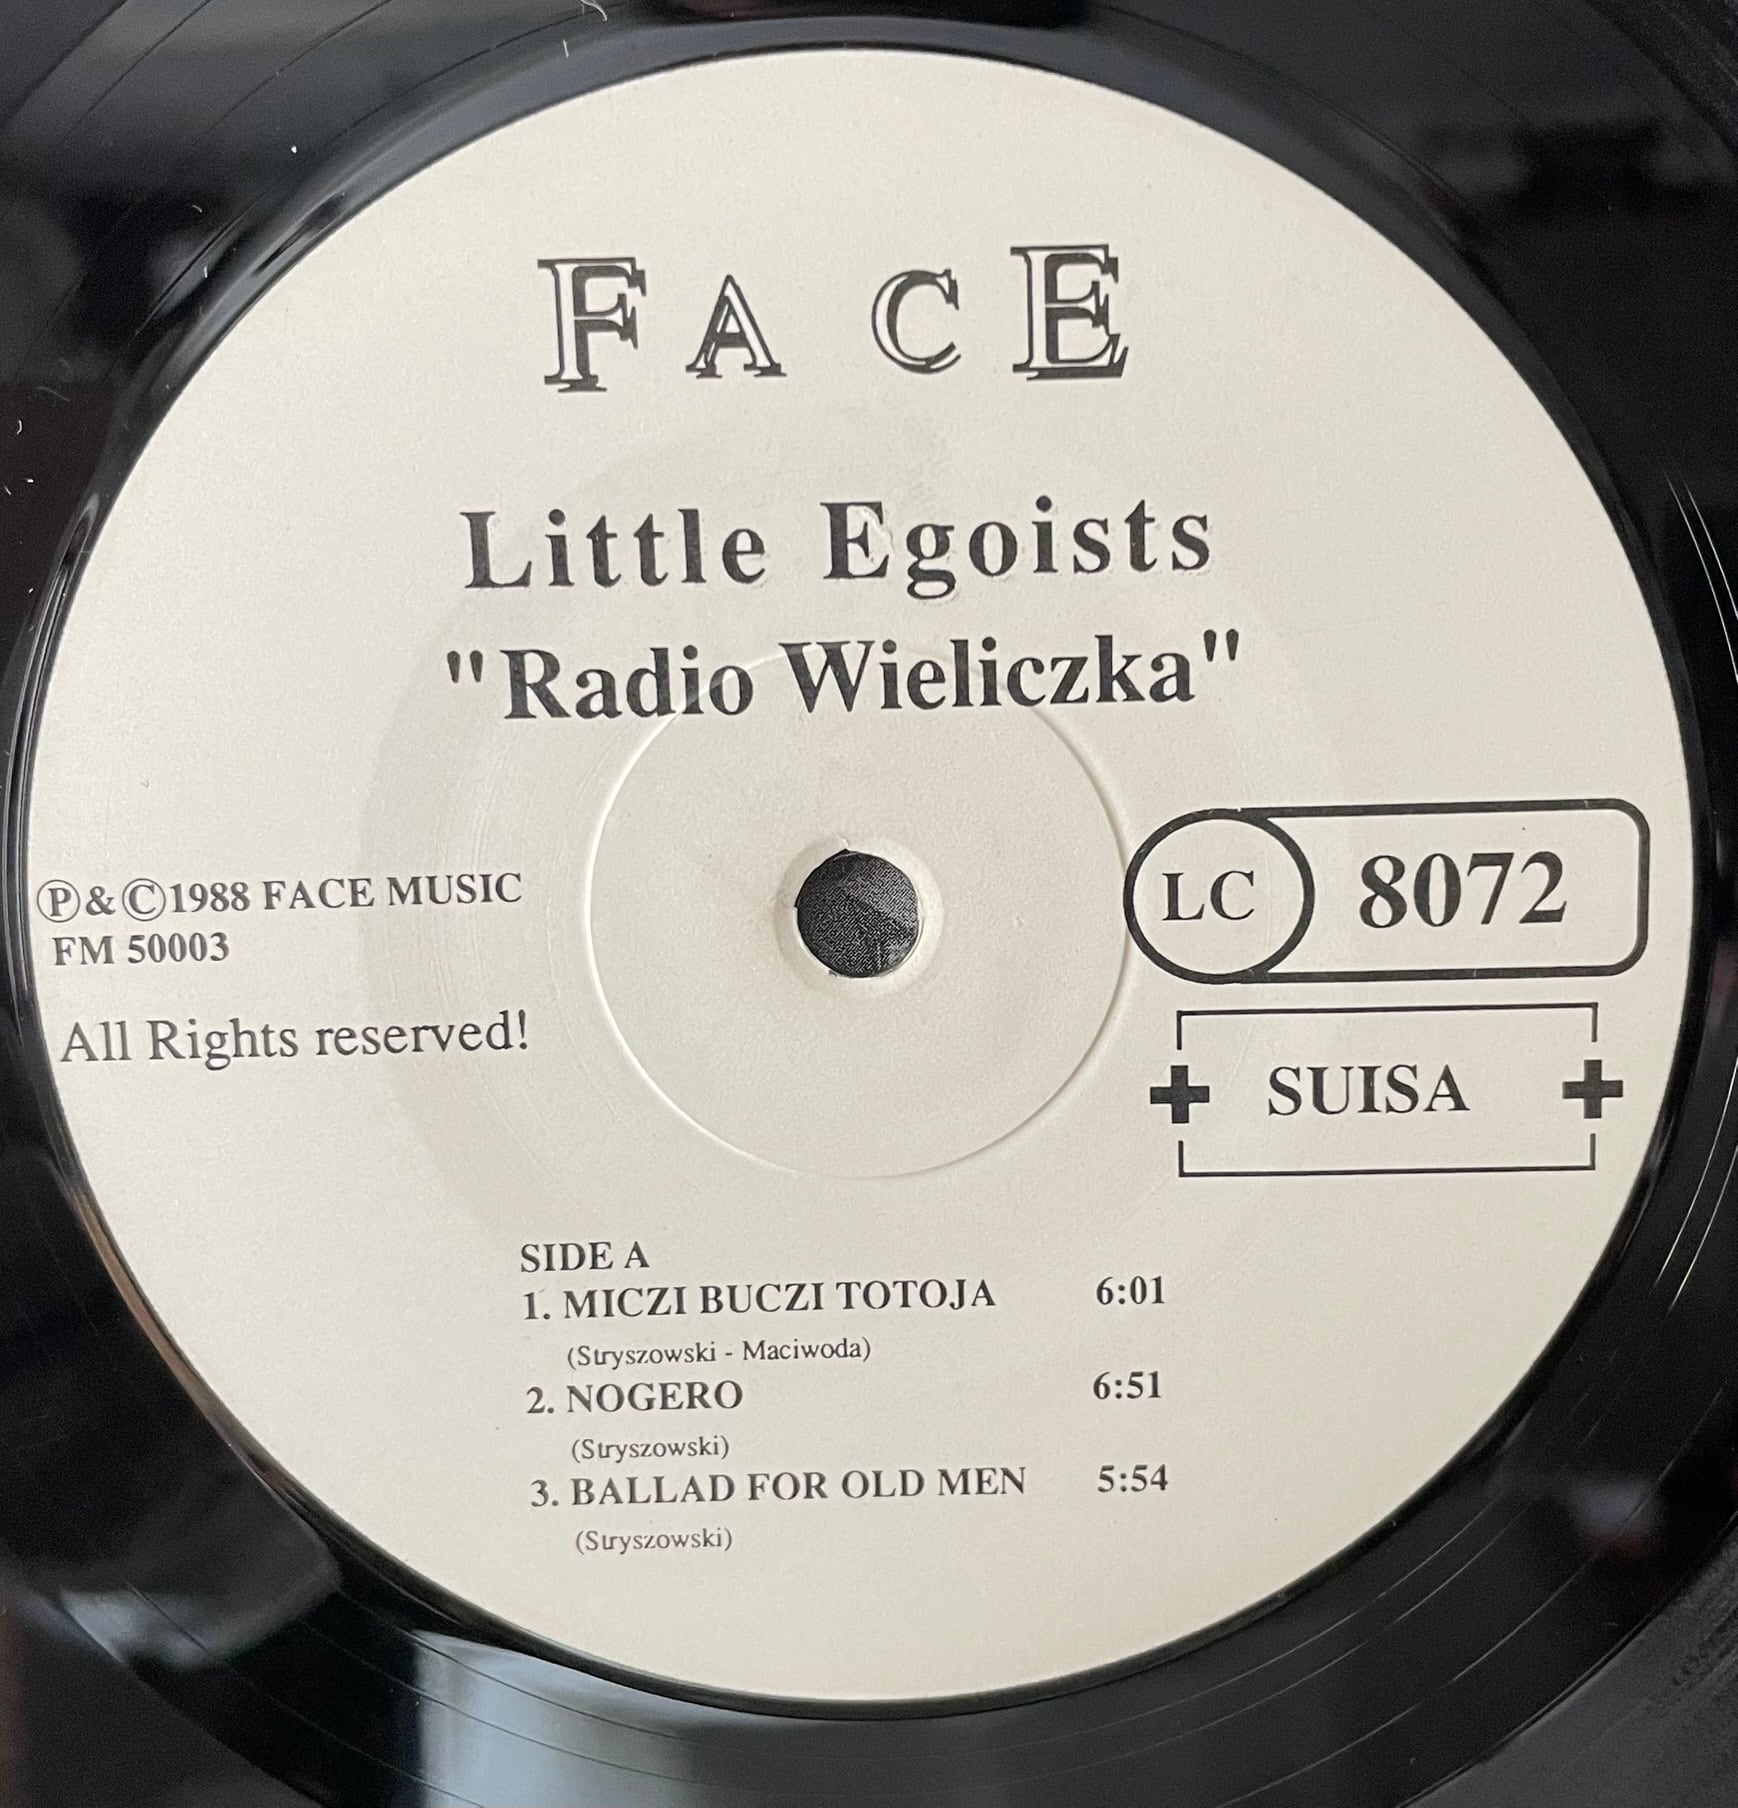 FACE
Little Egoists
"Radio Wieliczka"
Ⓟ&©1988 FACE MUSIC
FM 50003
All Rights reserved!
LC 8072
SUISA
SIDE A
1. MICZI BUCZI TOTOJA 6:01
(Stryszowski - Maciwoda)
2. NOGERO 6:51
(Stryszowski)
3. BALLAD FOR OLD MEN 5:54
(Stryszowski)